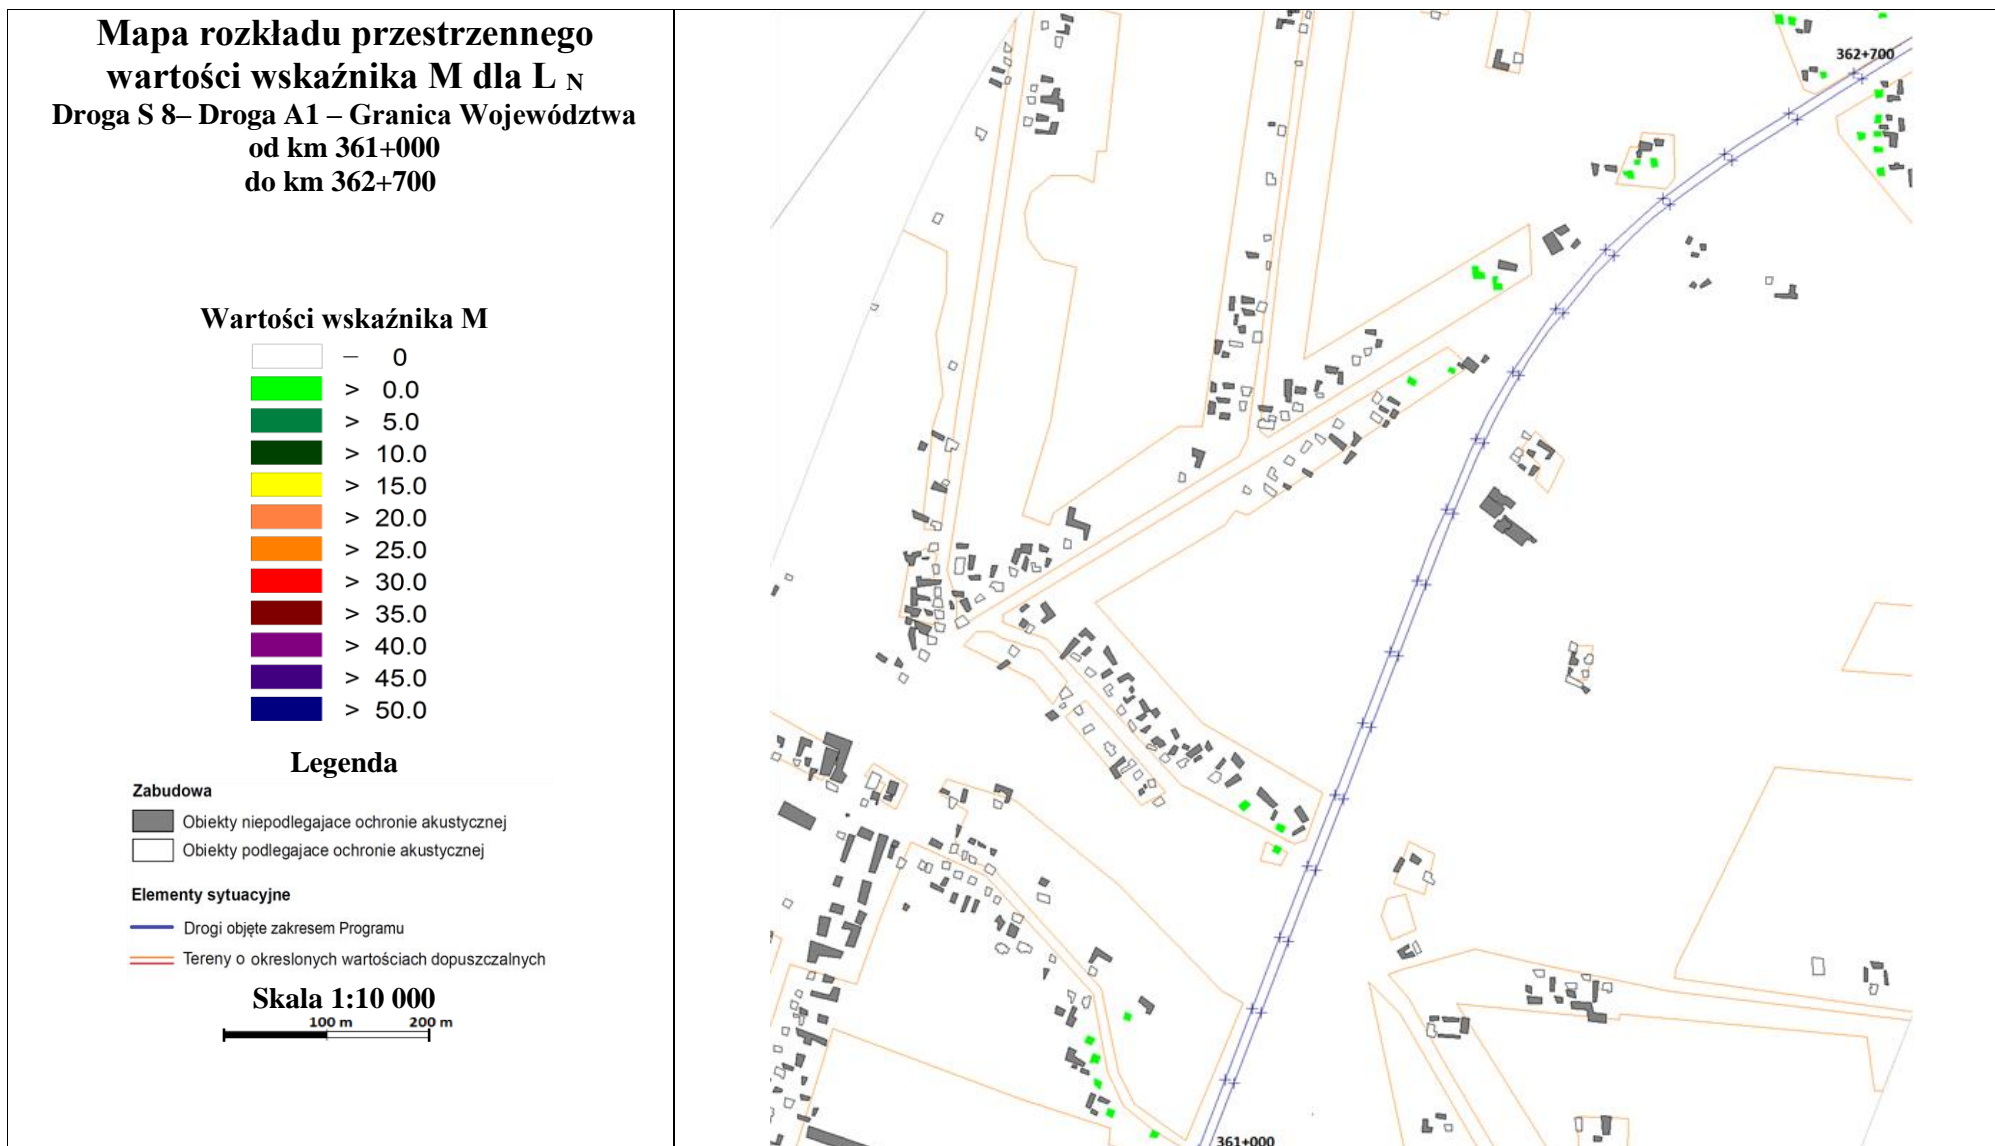 Mapa rozkładu przestrzennego
wartości wskaźnika M dla L N
Droga S 8– Droga A1 – Granica Województwa
od km 361+000
do km 362+700
Wartości wskaźnika M
– 0
> 0.0
> 5.0
> 10.0
> 15.0
> 20.0
> 25.0
> 30.0
> 35.0
> 40.0
> 45.0
> 50.0
Legenda
Zabudowa
Obiekty niepodlegajace ochronie akustycznej
Obiekty podlegajace ochronie akustycznej
Elementy sytuacyjne
Drogi objęte zakresem Programu
Tereny o okreslonych wartościach dopuszczalnych
Skala 1:10 000
100 m 200 m
362+700
361+000